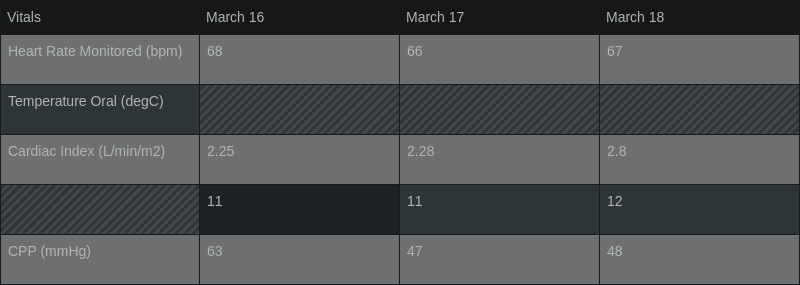 Vitals March 16 March 17 March 18
Heart Rate Monitored (bpm) 68 66 67
Temperature Oral (degC)
Cardiac Index (L/min/m2) 2.25 2.28 2.8
11 11 12
CPP (mmHg) 63 47 48